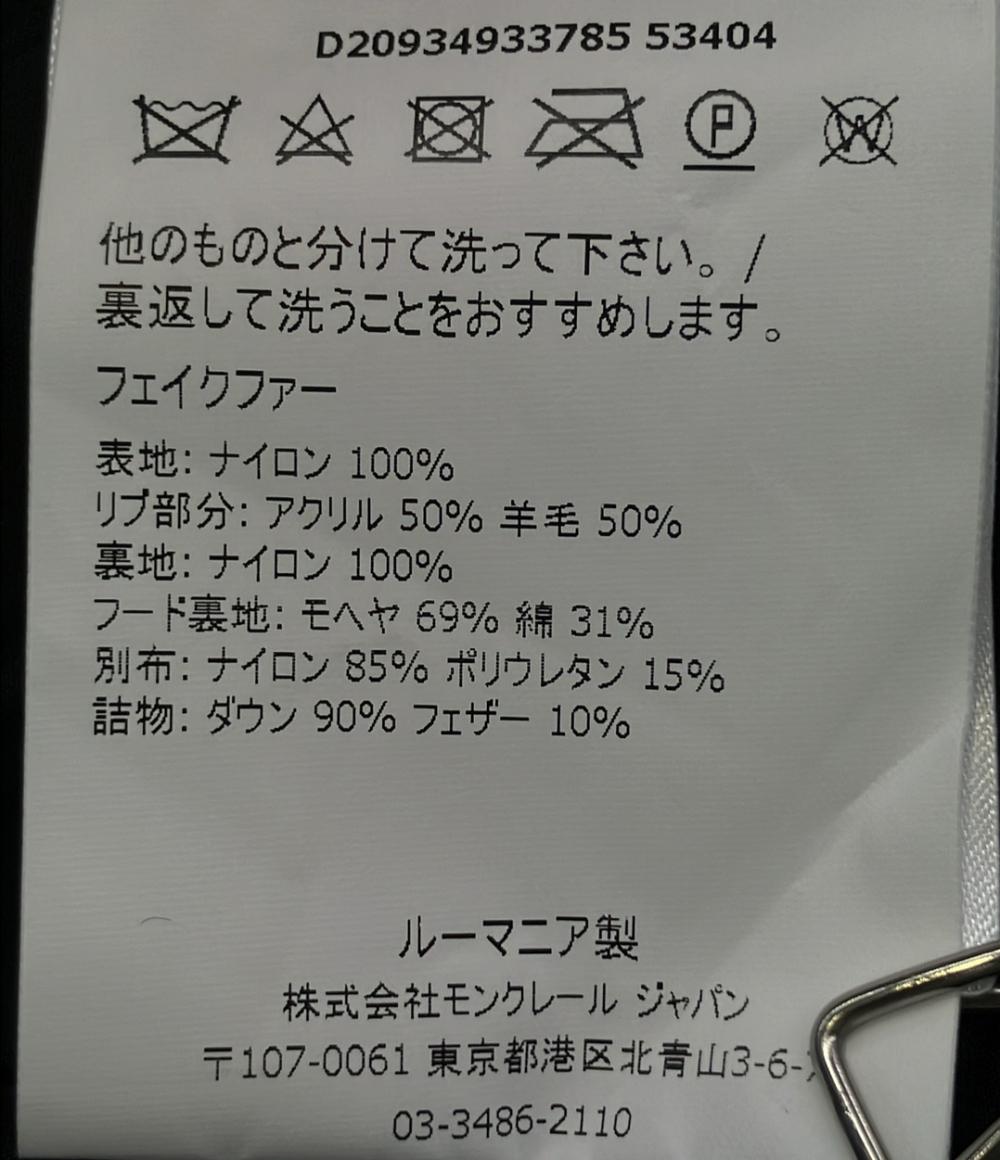 D20934933785 53404
P W
他のものと分けて洗って下さい。/
裏返して洗うことをおすすめします。
フェイクファー
表地: ナイロン 100%
リブ部分: アクリル 50% 羊毛 50%
裏地: ナイロン 100%
フード裏地: モヘヤ 69% 綿 31%
別布: ナイロン 85% ポリウレタン 15%
詰物: ダウン 90% フェザー 10%
ルーマニア製
株式会社モンクレール ジャパン
〒107-0061 東京都港区北青山3-6-
03-3486-2110